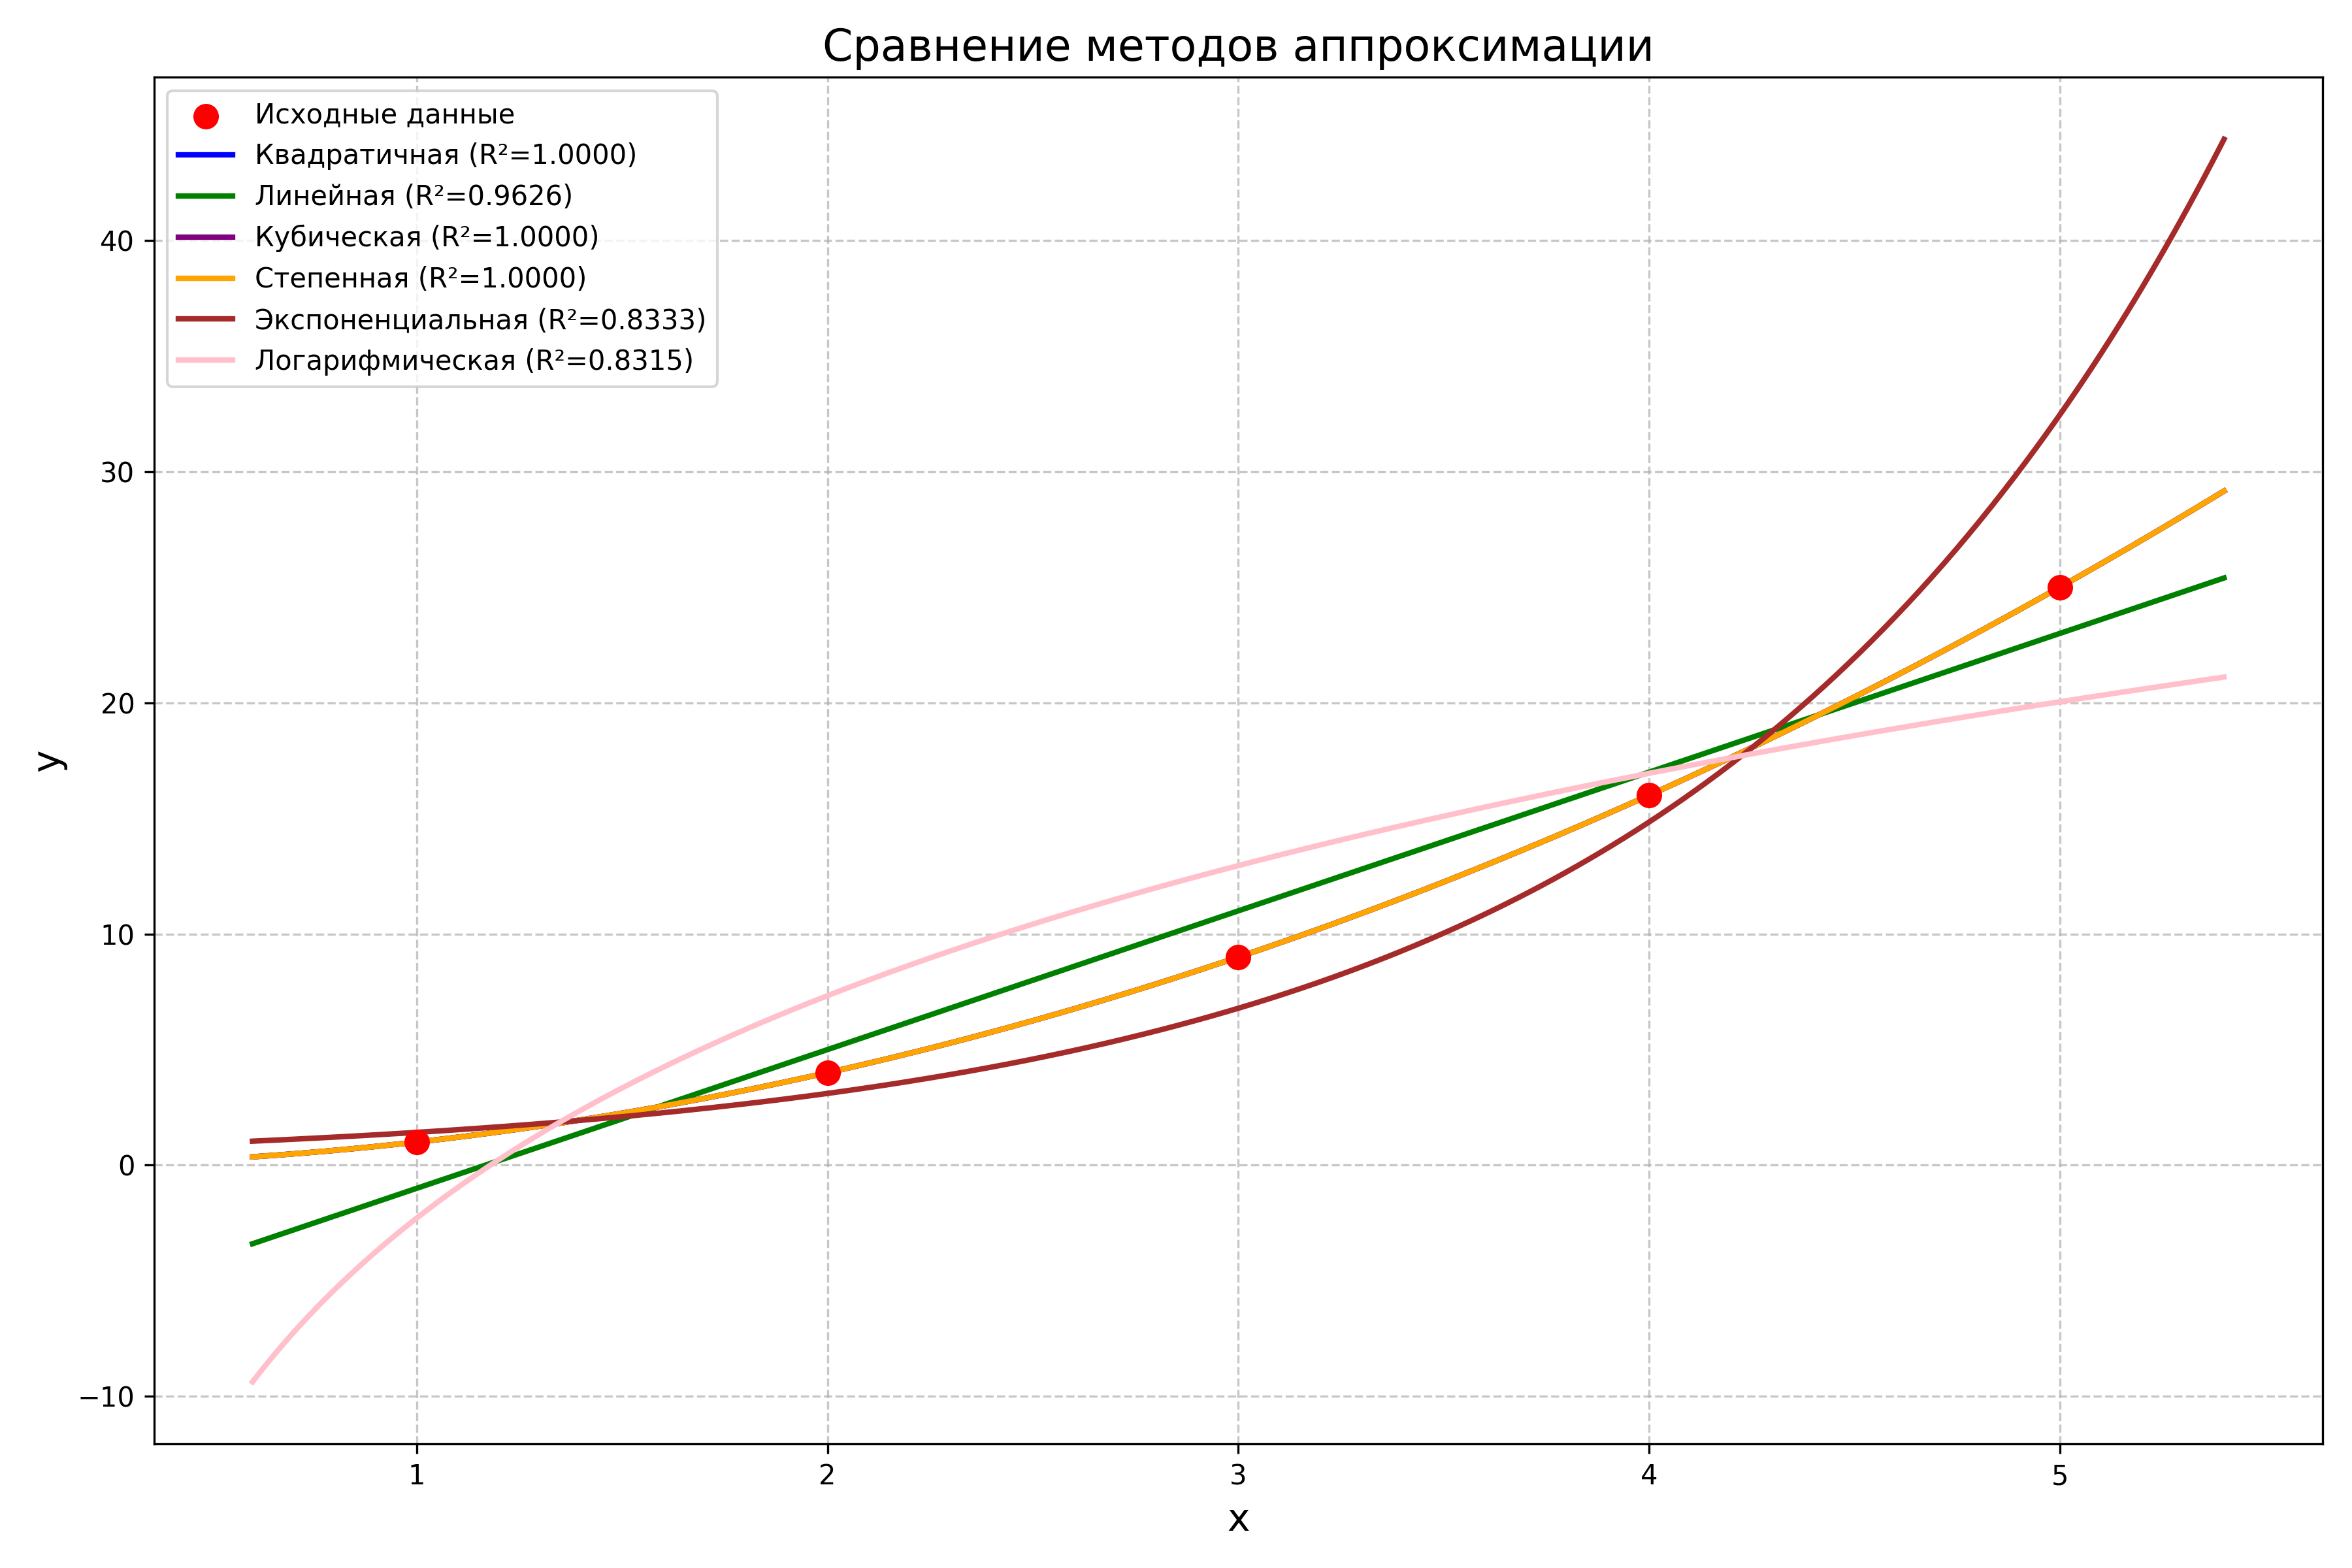 Сравнение методов аппроксимации
Исходные данные
Квадратичная (R²=1.0000)
Линейная (R²=0.9626)
Кубическая (R²=1.0000)
Степенная (R²=1.0000)
Экспоненциальная (R²=0.8333)
Логарифмическая (R²=0.8315)
40
30
20
10
0
−10
y
1 2 3 4 5
x